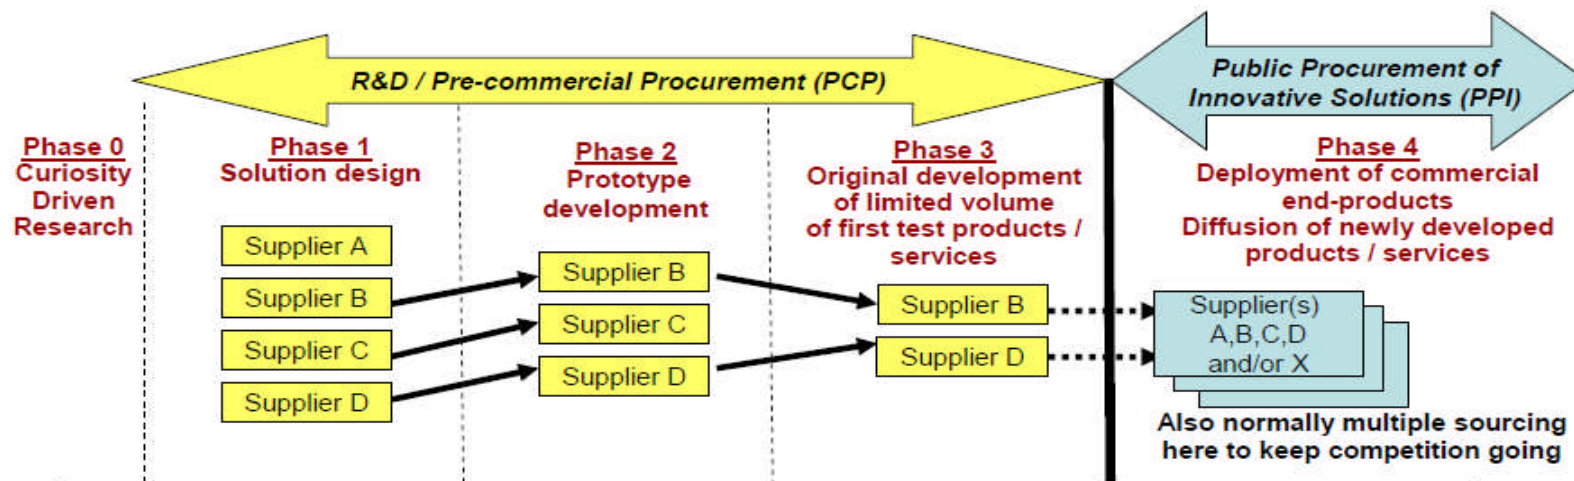 R&D / Pre-commercial Procurement (PCP)
Public Procurement of
Innovative Solutions (PPI)
Phase 0
Curiosity
Driven
Research
Phase 1
Solution design
Supplier A
Supplier B
Supplier C
Supplier D
Phase 2
Prototype
development
Supplier B
Supplier C
Supplier D
Phase 3
Original development
of limited volume
of first test products /
services
Supplier B
Supplier D
Phase 4
Deployment of commercial
end-products
Diffusion of newly developed
products / services
Supplier(s)
A,B,C,D
and/or X
Also normally multiple sourcing
here to keep competition going